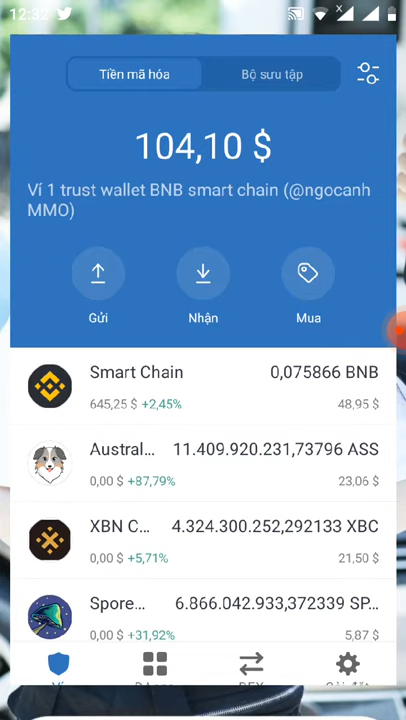 12:32
Tiền mã hóa
Bộ sưu tập
104,10 $
Ví 1 trust wallet BNB smart chain (@ngocanh
MMO)
Gửi
Nhận
Mua
Smart Chain
0,075866 BNB
645,25 $ +2,45%
48,95 $
Austral... 11.409.920.231,73796 ASS
0,00 $ +87,79%
23,06 $
XBN C... 4.324.300.252,292133 XBC
0,00 $ +5,71%
21,50 $
Spore... 6.866.042.933,372339 SP...
0,00 $ +31,92%
5,87 $